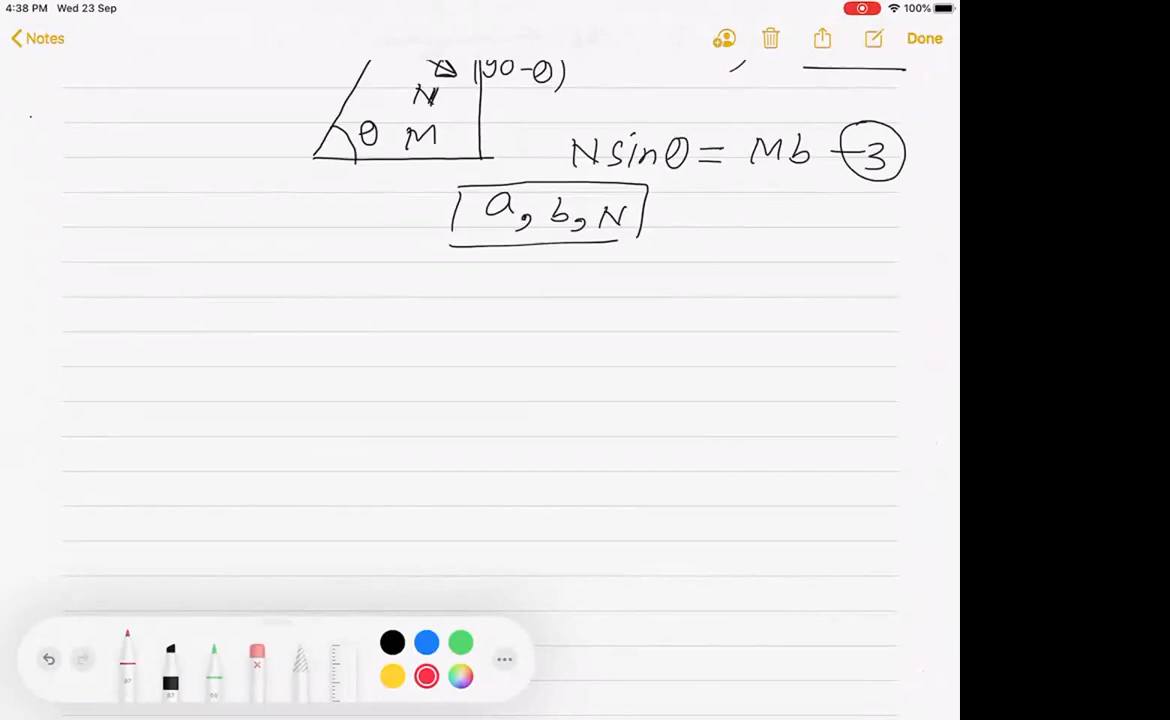 4:38 PM Wed 23 Sep 100%
Notes Done
(90-θ)
N
θ M
N sinθ = Mb - 3
a, b, N